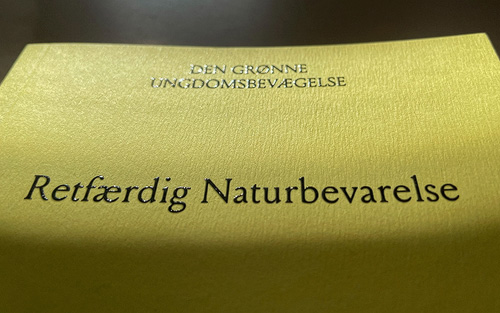 DEN GRØNNE
UNGDOMSBEVÆGELSE
Retfærdig Naturbevarelse